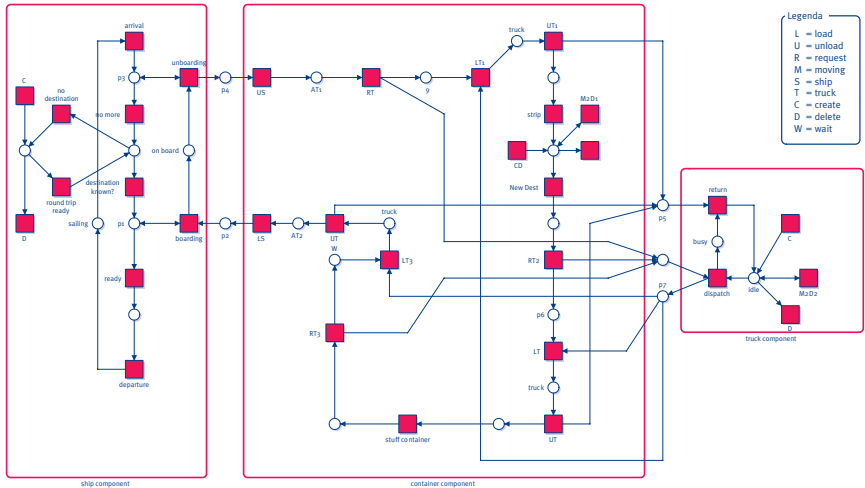 Legenda
L = load
U = unload
R = request
M = moving
S = ship
T = truck
C = create
D = delete
W = wait
arrival
truck
UT1
unboarding
C
p3
p4
US
AT1
RT
9
LT1
no
destination
no more
strip
M2D1
on board
CD
destination
known?
round trip
ready
New Dest
return
D
sailing
p1
boarding
p2
LS
AT2
UT
truck
p5
C
busy
W
LT3
RT2
ready
dispatch
idle
M2D2
p7
D
truck component
RT3
p6
LT
departure
truck
stuff container
UT
ship component
container component